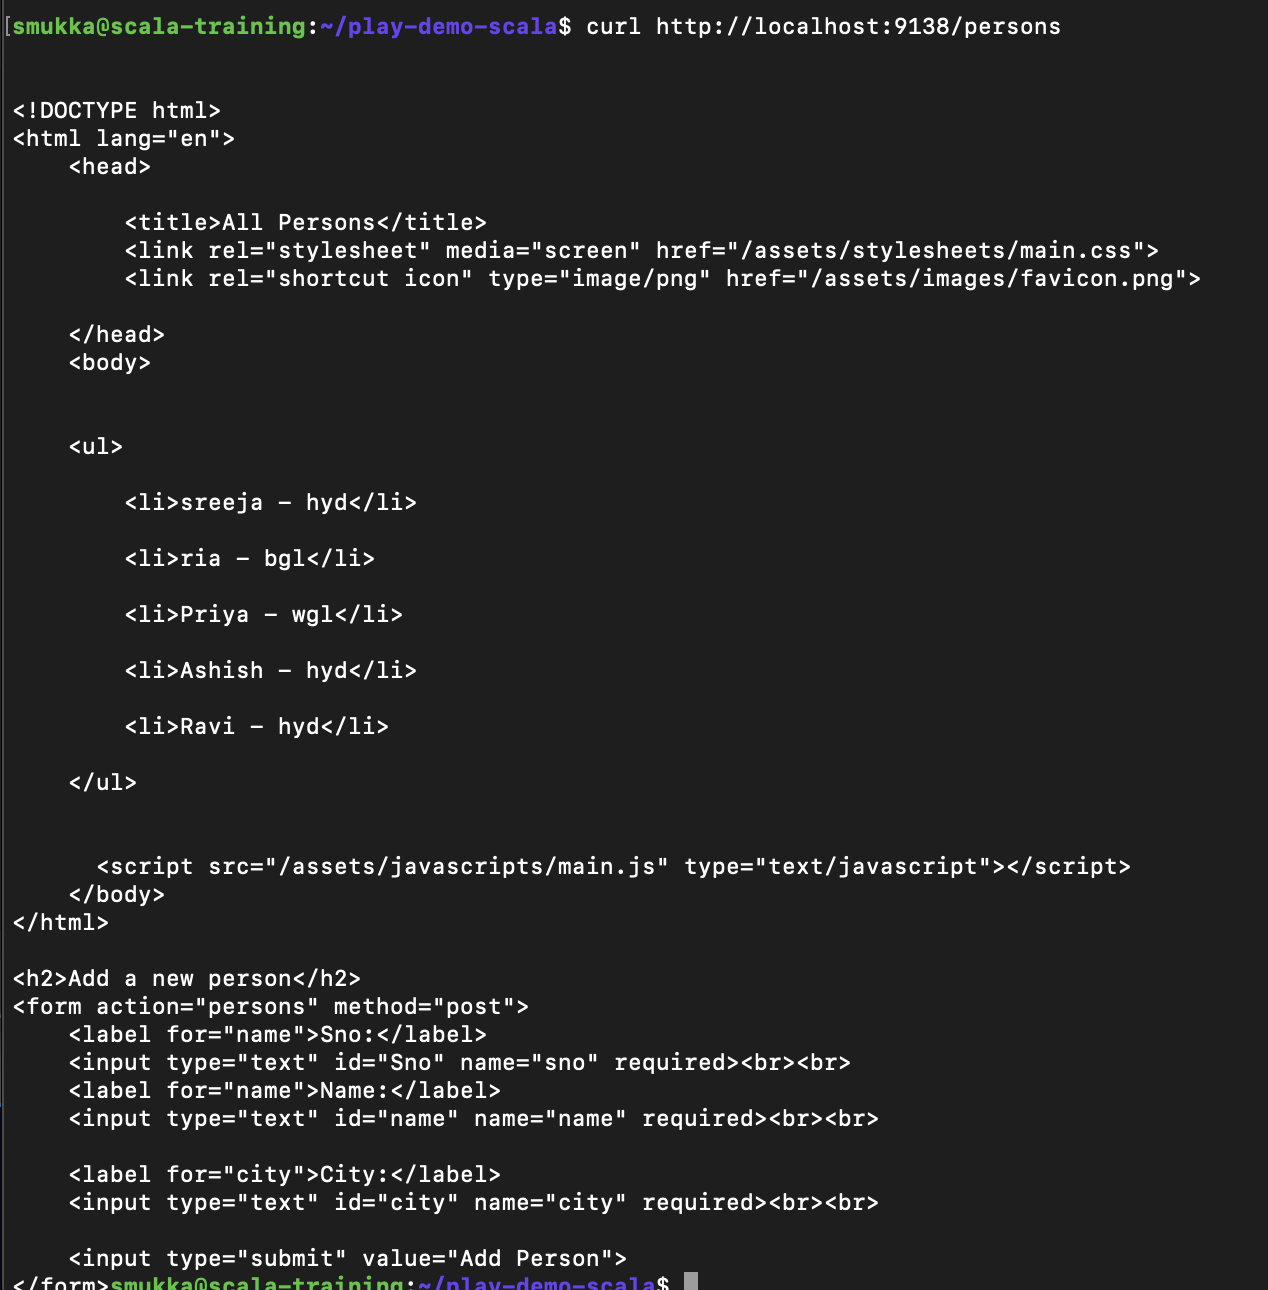 [smukka@scala-training:~/play-demo-scala$ curl http://localhost:9138/persons
<!DOCTYPE html>
<html lang="en">
    <head>
        <title>All Persons</title>
        <link rel="stylesheet" media="screen" href="/assets/stylesheets/main.css">
        <link rel="shortcut icon" type="image/png" href="/assets/images/favicon.png">
    </head>
    <body>
    <ul>
        <li>sreeja - hyd</li>
        <li>ria - bgl</li>
        <li>Priya - wgl</li>
        <li>Ashish - hyd</li>
        <li>Ravi - hyd</li>
    </ul>
      <script src="/assets/javascripts/main.js" type="text/javascript"></script>
    </body>
</html>
<h2>Add a new person</h2>
<form action="persons" method="post">
    <label for="name">Sno:</label>
    <input type="text" id="Sno" name="sno" required><br><br>
    <label for="name">Name:</label>
    <input type="text" id="name" name="name" required><br><br>
    <label for="city">City:</label>
    <input type="text" id="city" name="city" required><br><br>
    <input type="submit" value="Add Person">
</form>smukka@scala-training:~/play-demo-scala$